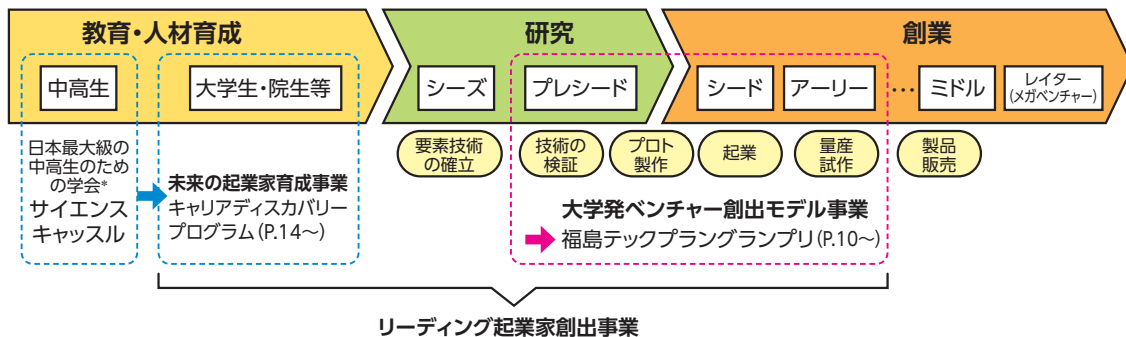 教育・人材育成
研究
創業
中高生
大学生・院生等
シーズ
プレシード
シード
アーリー
…
ミドル
レイター
(メガベンチャー)
要素技術
の確立
技術の
検証
プロト
製作
起業
量産
試作
製品
販売
日本最大級の
中高生のため
の学会*
サイエンス
キャッスル
未来の起業家育成事業
キャリアディスカバリー
プログラム(P.14～)
大学発ベンチャー創出モデル事業
福島テックプラングランプリ(P.10～)
リーディング起業家創出事業